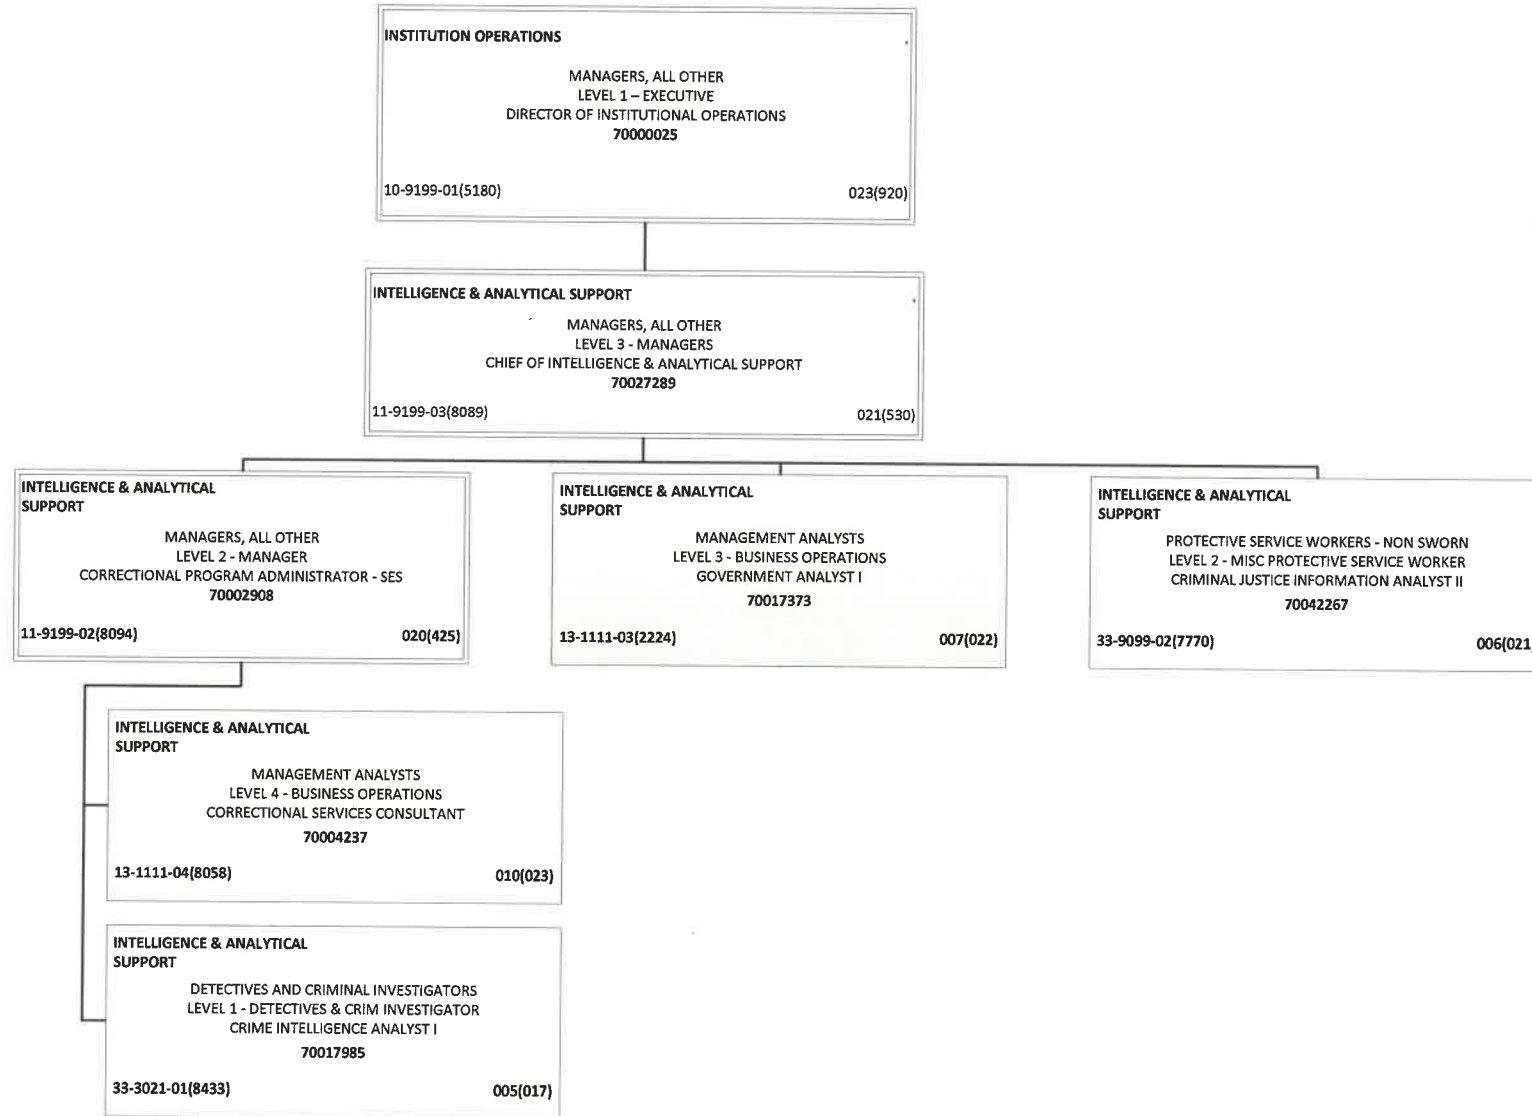 INSTITUTION OPERATIONS
MANAGERS, ALL OTHER
LEVEL 1 – EXECUTIVE
DIRECTOR OF INSTITUTIONAL OPERATIONS
70000025
10-9199-01(5180)
023(920)
INTELLIGENCE & ANALYTICAL SUPPORT
MANAGERS, ALL OTHER
LEVEL 3 - MANAGERS
CHIEF OF INTELLIGENCE & ANALYTICAL SUPPORT
70027289
11-9199-03(8089)
021(530)
INTELLIGENCE & ANALYTICAL
SUPPORT
MANAGERS, ALL OTHER
LEVEL 2 - MANAGER
CORRECTIONAL PROGRAM ADMINISTRATOR - SES
70002908
11-9199-02(8094)
020(425)
INTELLIGENCE & ANALYTICAL
SUPPORT
MANAGEMENT ANALYSTS
LEVEL 3 - BUSINESS OPERATIONS
GOVERNMENT ANALYST I
70017373
13-1111-03(2224)
007(022)
INTELLIGENCE & ANALYTICAL
SUPPORT
PROTECTIVE SERVICE WORKERS - NON SWORN
LEVEL 2 - MISC PROTECTIVE SERVICE WORKER
CRIMINAL JUSTICE INFORMATION ANALYST II
70042267
33-9099-02(7770)
006(021
INTELLIGENCE & ANALYTICAL
SUPPORT
MANAGEMENT ANALYSTS
LEVEL 4 - BUSINESS OPERATIONS
CORRECTIONAL SERVICES CONSULTANT
70004237
13-1111-04(8058)
010(023)
INTELLIGENCE & ANALYTICAL
SUPPORT
DETECTIVES AND CRIMINAL INVESTIGATORS
LEVEL 1 - DETECTIVES & CRIM INVESTIGATOR
CRIME INTELLIGENCE ANALYST I
70017985
33-3021-01(8433)
005(017)